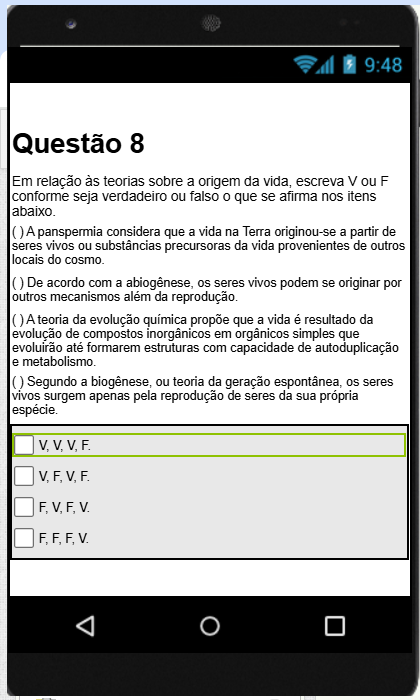 9:48
Questão 8
Em relação às teorias sobre a origem da vida, escreva V ou F
conforme seja verdadeiro ou falso o que se afirma nos itens
abaixo.
( ) A panspermia considera que a vida na Terra originou-se a partir de
seres vivos ou substâncias precursoras da vida provenientes de outros
locais do cosmo.
( ) De acordo com a abiogênese, os seres vivos podem se originar por
outros mecanismos além da reprodução.
( ) A teoria da evolução química propõe que a vida é resultado da
evolução de compostos inorgânicos em orgânicos simples que
evoluirão até formarem estruturas com capacidade de autoduplicação
e metabolismo.
( ) Segundo a biogênese, ou teoria da geração espontânea, os seres
vivos surgem apenas pela reprodução de seres da sua própria
espécie.
V, V, V, F.
V, F, V, F.
F, V, F, V.
F, F, F, V.